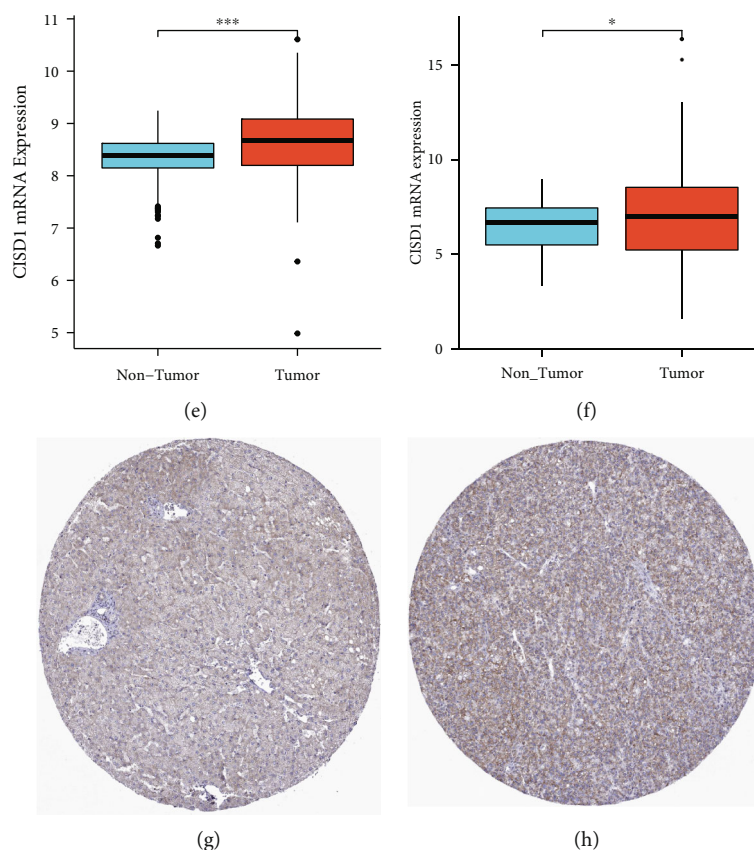 CISD1 mRNA Expression
11
10
9
8
7
6
5
***
Non-Tumor Tumor
(e)
CISD1 mRNA expression
15
10
5
0
*
Non_Tumor Tumor
(f)
(g)
(h)